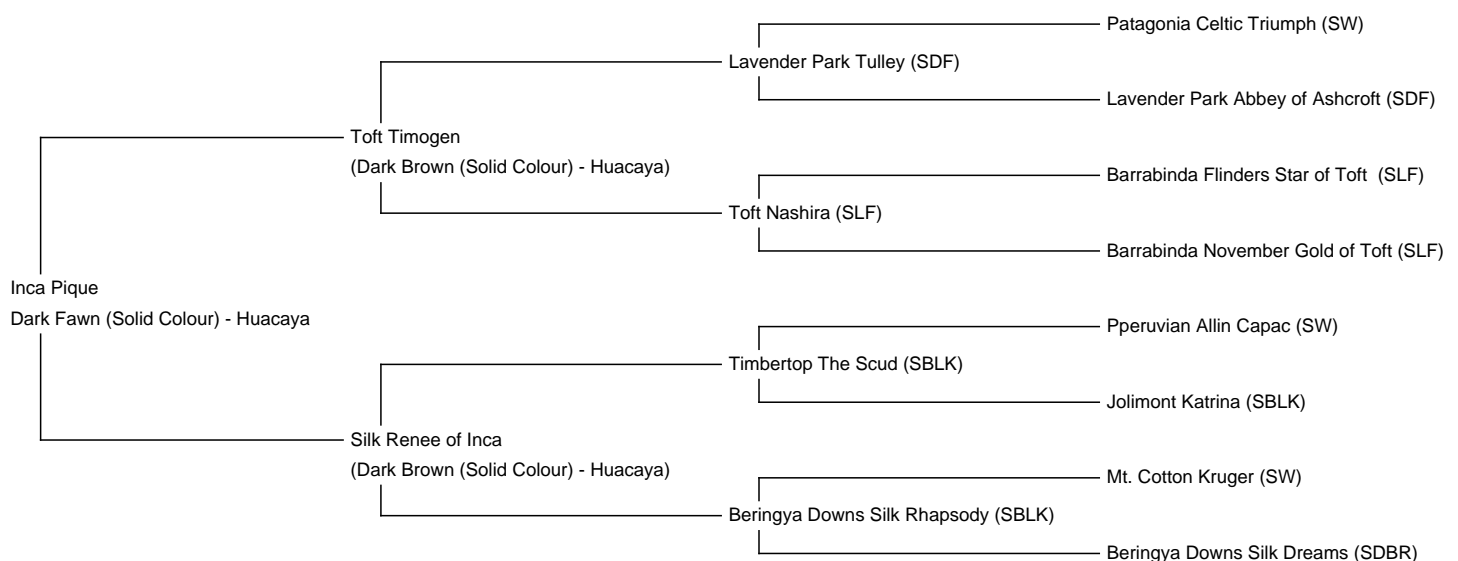 Patagonia Celtic Triumph (SW)
Lavender Park Tulley (SDF)
Lavender Park Abbey of Ashcroft (SDF)
Toft Timogen
(Dark Brown (Solid Colour) - Huacaya)
Barrabinda Flinders Star of Toft  (SLF)
Toft Nashira (SLF)
Barrabinda November Gold of Toft (SLF)
Inca Pique
Dark Fawn (Solid Colour) - Huacaya
Pperuvian Allin Capac (SW)
Timbertop The Scud (SBLK)
Jolimont Katrina (SBLK)
Silk Renee of Inca
(Dark Brown (Solid Colour) - Huacaya)
Mt. Cotton Kruger (SW)
Beringya Downs Silk Rhapsody (SBLK)
Beringya Downs Silk Dreams (SDBR)